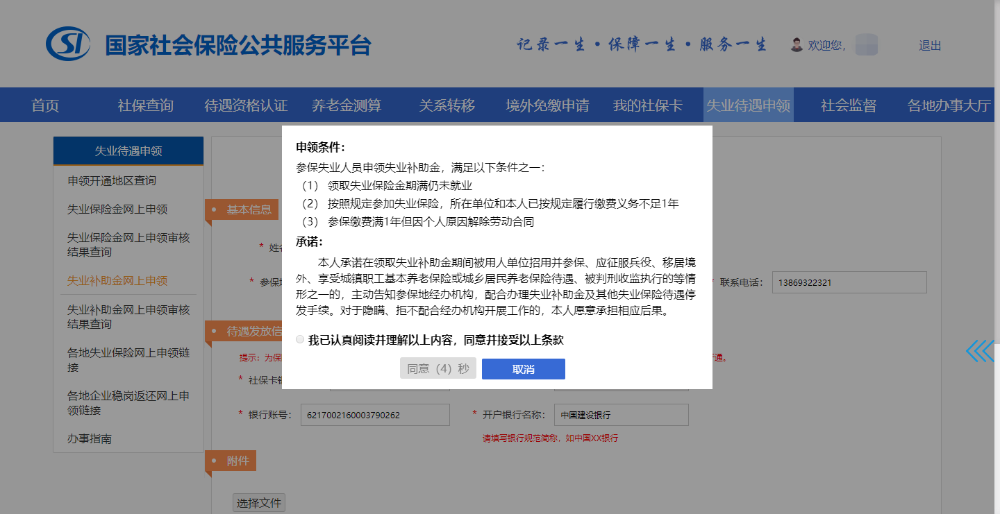 SI 国家社会保险公共服务平台
记录一生·保障一生·服务一生
欢迎您,
退出
首页 社保查询 待遇资格认证 养老金测算 关系转移 境外免缴申请 我的社保卡 失业待遇申领 社会监督 各地办事大厅
失业待遇申领
申领开通地区查询
失业保险金网上申领
失业保险金网上申领审核
结果查询
失业补助金网上申领
失业补助金网上申领审核
结果查询
各地失业保险网上申领链
接
各地企业稳岗返还网上申
领链接
办事指南
基本信息
* 姓
* 参保
* 联系电话: 13869322321
待遇发放信
提示:为保
通。
* 社保卡
* 银行账号: 6217002160003790262
* 开户银行名称: 中国建设银行
请填写银行规范简称,如中国XX银行
附件
选择文件
申领条件:
参保失业人员申领失业补助金,满足以下条件之一:
(1) 领取失业保险金期满仍未就业
(2) 按照规定参加失业保险,所在单位和本人已按规定履行缴费义务不足1年
(3) 参保缴费满1年但因个人原因解除劳动合同
承诺:
本人承诺在领取失业补助金期间被用人单位招用并参保、应征服兵役、移居境
外、享受城镇职工基本养老保险或城乡居民养老保险待遇、被判刑收监执行的等情
形之一的,主动告知参保地经办机构,配合办理失业补助金及其他失业保险待遇停
发手续。对于隐瞒、拒不配合经办机构开展工作的,本人愿意承担相应后果。
我已认真阅读并理解以上内容,同意并接受以上条款
同意(4)秒
取消